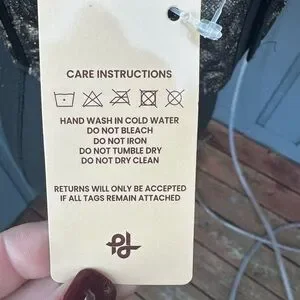 CARE INSTRUCTIONS
HAND WASH IN COLD WATER
DO NOT BLEACH
DO NOT IRON
DO NOT TUMBLE DRY
DO NOT DRY CLEAN
RETURNS WILL ONLY BE ACCEPTED
IF ALL TAGS REMAIN ATTACHED